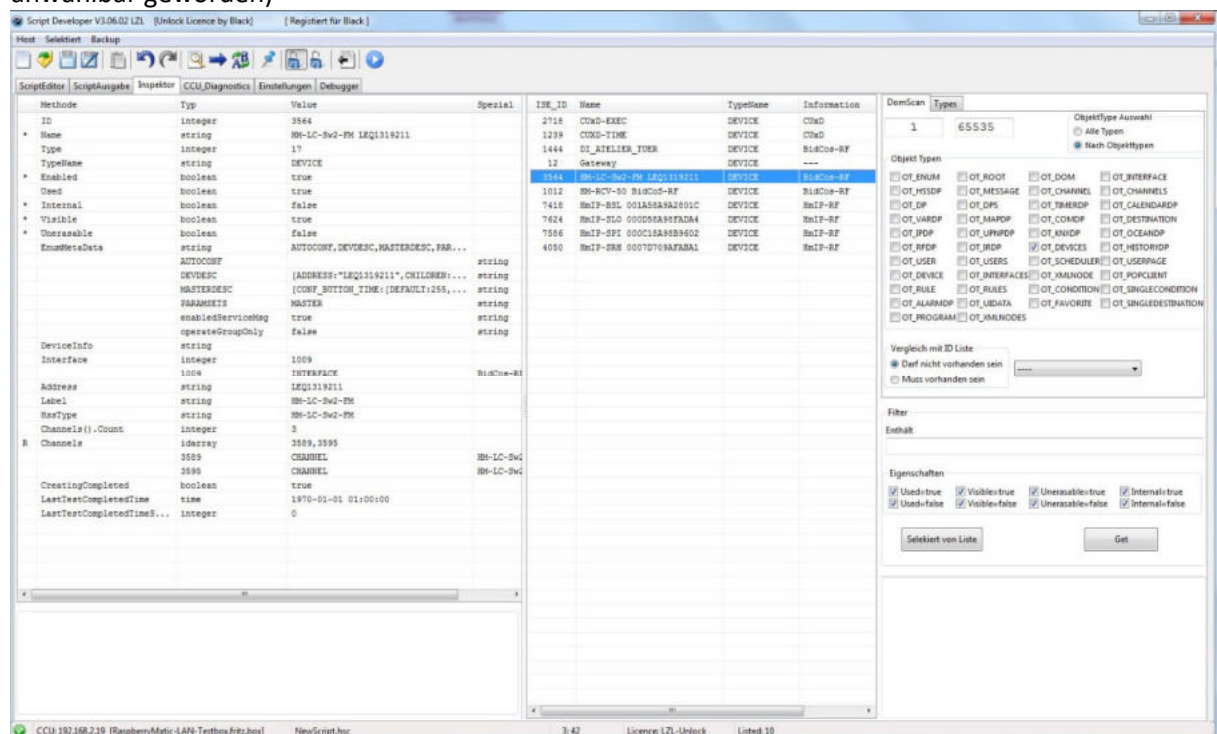 anwählbar geworden)
Script Developer V3.06.02 LZL [Unlock Licence by Black] [ Registiert für Black ]
Host Selektiert Backup
ScriptEditor ScriptAusgabe Inspektor CCU_Diagnostics Einstellungen Debugger
Methode Typ Value Spezial
ID integer 3564
* Name string HM-LC-Sw2-FM LEQ1319211
Type integer 17
TypeName string DEVICE
* Enabled boolean true
Used boolean true
* Internal boolean false
* Visible boolean true
* Unerasable boolean false
EnumMetaData string AUTOCONF,DEVDESC,MASTERDESC,PAR...
AUTOCONF string
DEVDESC {ADDRESS:"LEQ1319211",CHILDREN:... string
MASTERDESC {CONF_BUTTON_TIME:{DEFAULT:255,... string
PARAMSETS MASTER string
enabledServiceMsg true string
operateGroupOnly false string
DeviceInfo string
Interface integer 1009
1009 INTERFACE BidCos-RF
Address string LEQ1319211
Label string HM-LC-Sw2-FM
HssType string HM-LC-Sw2-FM
Channels().Count integer 3
R Channels idarray 3589,3595
3589 CHANNEL HM-LC-Sw2
3595 CHANNEL HM-LC-Sw2
CreatingCompleted boolean true
LastTestCompletedTime time 1970-01-01 01:00:00
LastTestCompletedTimeS... integer 0
ISE_ID Name TypeName Information
2718 CUxD-EXEC DEVICE CUxD
1239 CUXD-TIME DEVICE CUxD
1444 DI_ATELIER_TUER DEVICE BidCos-RF
12 Gateway DEVICE ---
3564 HM-LC-Sw2-FM LEQ1319211 DEVICE BidCos-RF
1012 HM-RCV-50 BidCoS-RF DEVICE BidCos-RF
7418 HmIP-BSL DEVICE HmIP-RF
7624 HmIP-SLO DEVICE HmIP-RF
7586 HmIP-SPI DEVICE HmIP-RF
4050 DEVICE HmIP-RF
DomScan Types
1 65535
ObjektType Auswahl
Alle Typen
Nach Objekttypen
Objekt Typen
OT_ENUM OT_ROOT OT_DOM OT_INTERFACE
OT_HSSDP OT_MESSAGE OT_CHANNEL OT_CHANNELS
OT_DP OT_DPS OT_TIMERDP OT_CALENDARDP
OT_VARDP OT_MAPDP OT_COMDP OT_DESTINATION
OT_IPDP OT_UPNPDP OT_KNXDP OT_OCEANDP
OT_RFDP OT_IRDP OT_DEVICES OT_HISTORYDP
OT_USER OT_USERS OT_SCHEDULER OT_USERPAGE
OT_DEVICE OT_INTERFACES OT_XMLNODE OT_POPCLIENT
OT_RULE OT_RULES OT_CONDITION OT_SINGLECONDITION
OT_ALARMDP OT_UIDATA OT_FAVORITE OT_SINGLEDESTINATION
OT_PROGRAM OT_XMLNODES
Vergleich mit ID Liste
Darf nicht vorhanden sein ----
Muss vorhanden sein
Filter
Enthält
Eigenschaften
Used=true Visible=true Unerasable=true Internal=true
Used=false Visible=false Unerasable=false Internal=false
Selekiert von Liste Get
CCU: 192.168.2.19 [RaspberryMatic-LAN-Testbox.fritz.box] NewScript.hsc 3: 42 Licence: LZL-Unlock Listed: 10